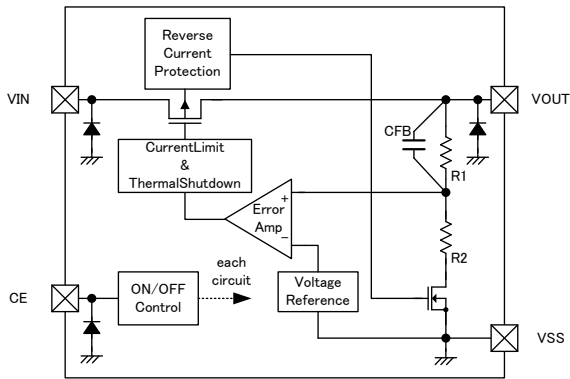 Reverse
Current
Protection
VIN
VOUT
CFB
R1
CurrentLimit
&
ThermalShutdown
+
Error
Amp
−
R2
each
circuit
Voltage
Reference
CE
ON/OFF
Control
VSS